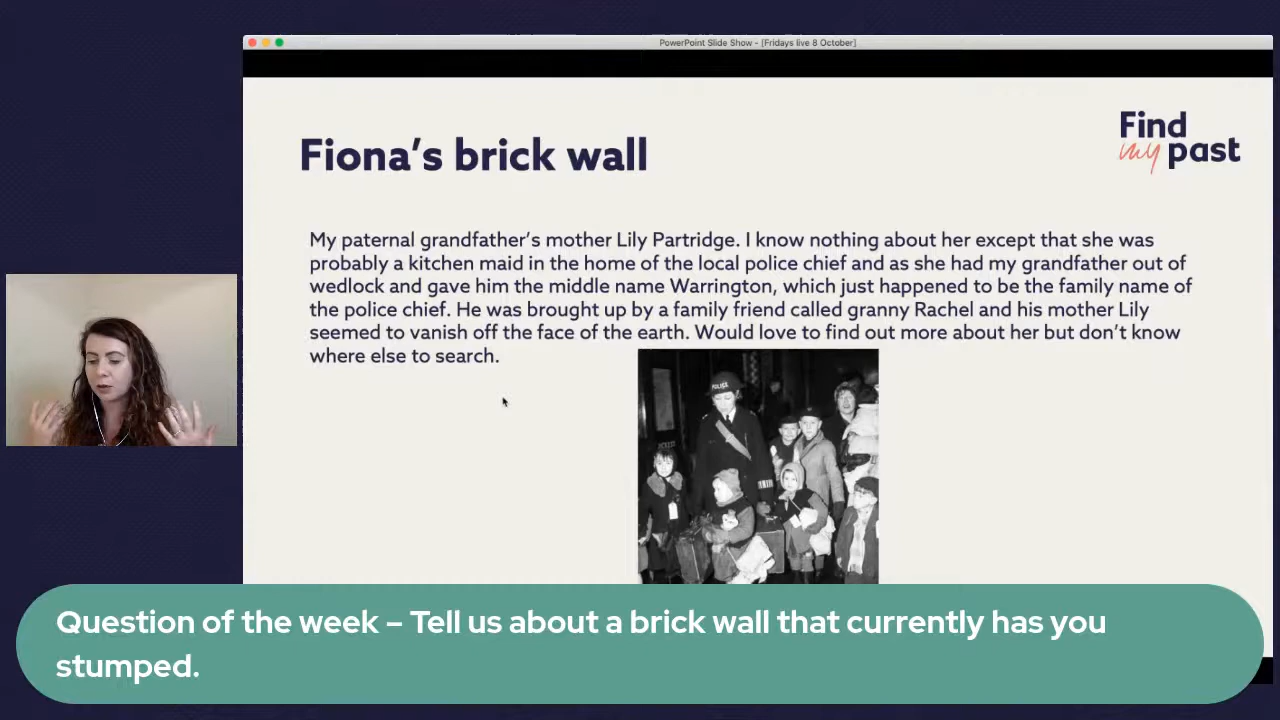 PowerPoint Slide Show - [Fridays live 8 October]
Find
my past
Fiona’s brick wall
My paternal grandfather’s mother Lily Partridge. I know nothing about her except that she was
probably a kitchen maid in the home of the local police chief and as she had my grandfather out of
wedlock and gave him the middle name Warrington, which just happened to be the family name of
the police chief. He was brought up by a family friend called granny Rachel and his mother Lily
seemed to vanish off the face of the earth. Would love to find out more about her but don’t know
where else to search.
POLICE
Question of the week – Tell us about a brick wall that currently has you
stumped.